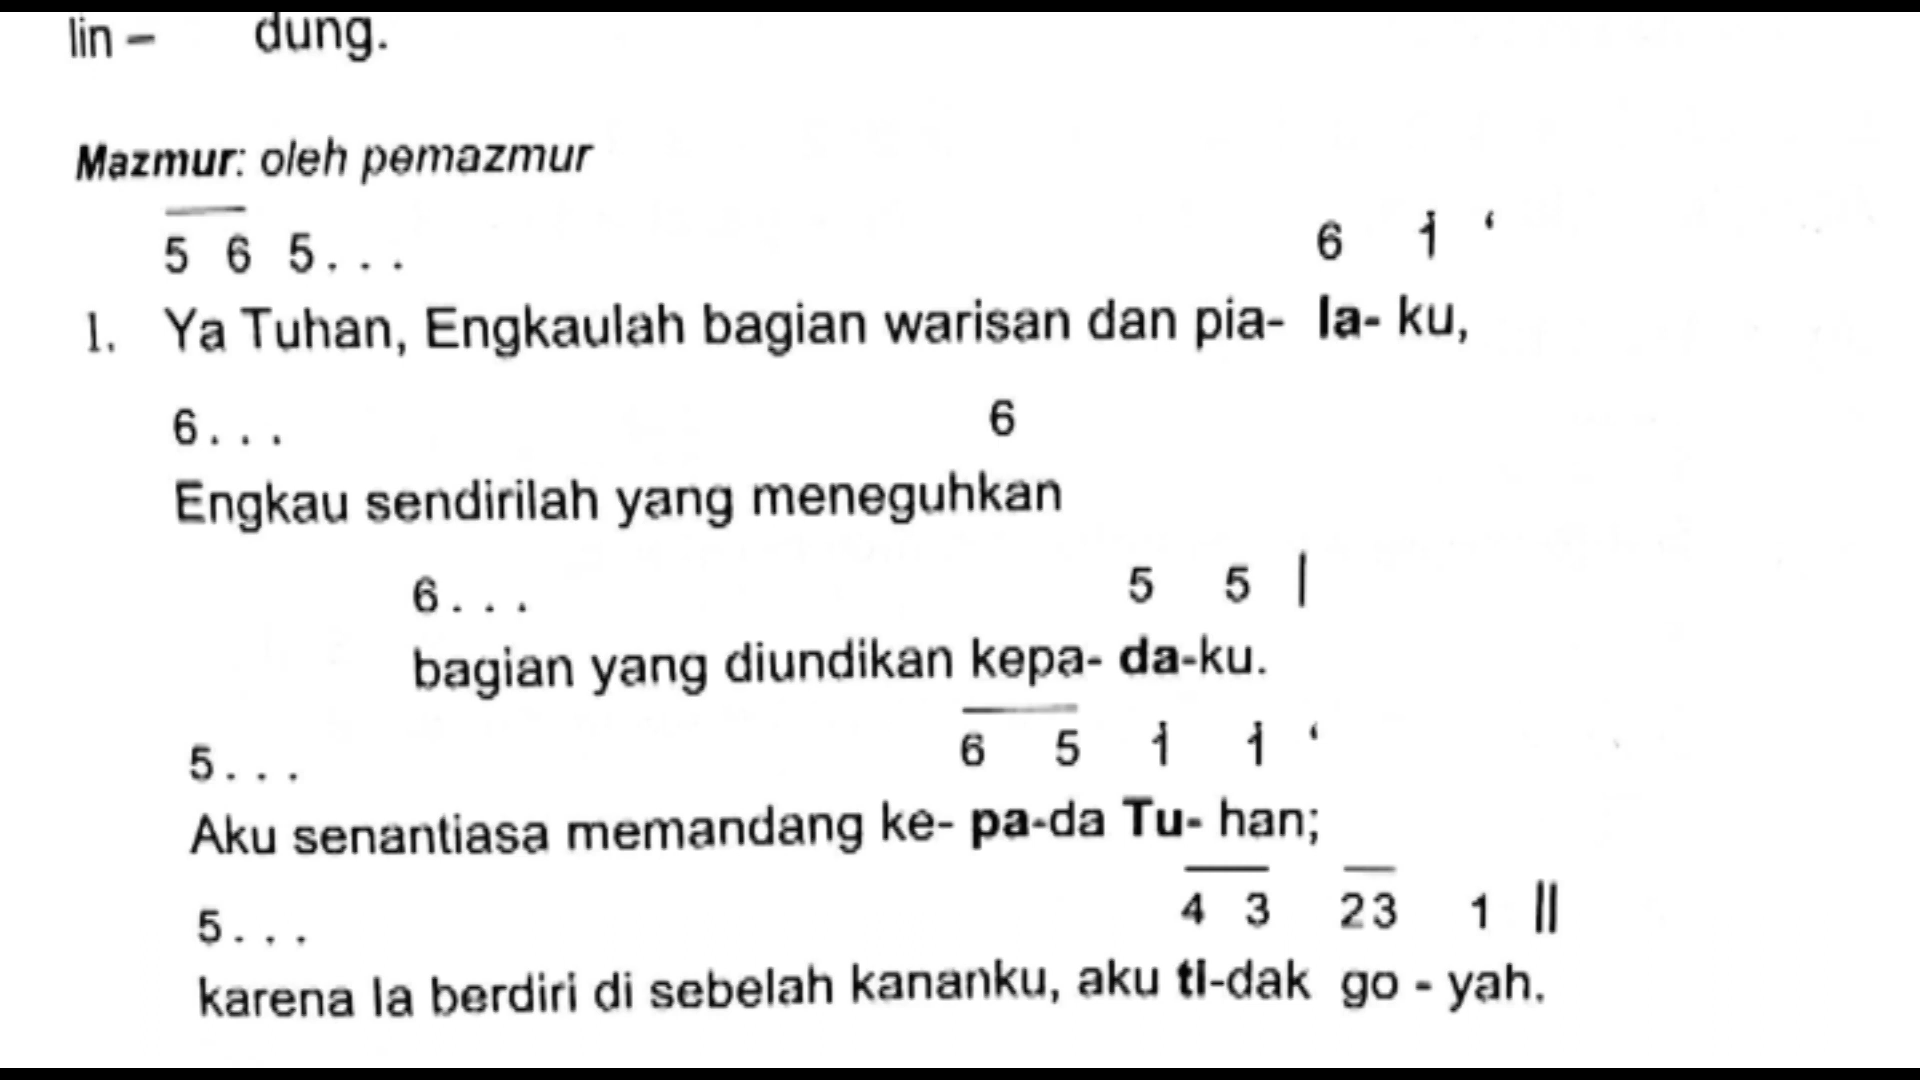 lin – dung.
Mazmur: oleh pemazmur
5 6 5 . . . 6 1̇ ‘
1. Ya Tuhan, Engkaulah bagian warisan dan pia- la- ku,
6 . . . 6
Engkau sendirilah yang meneguhkan
6 . . . 5 5 |
bagian yang diundikan kepa- da-ku.
5 . . . 6 5 1̇ 1̇ ‘
Aku senantiasa memandang ke- pa-da Tu- han;
5 . . . 4 3 23 1 ||
karena Ia berdiri di sebelah kananku, aku ti-dak go - yah.